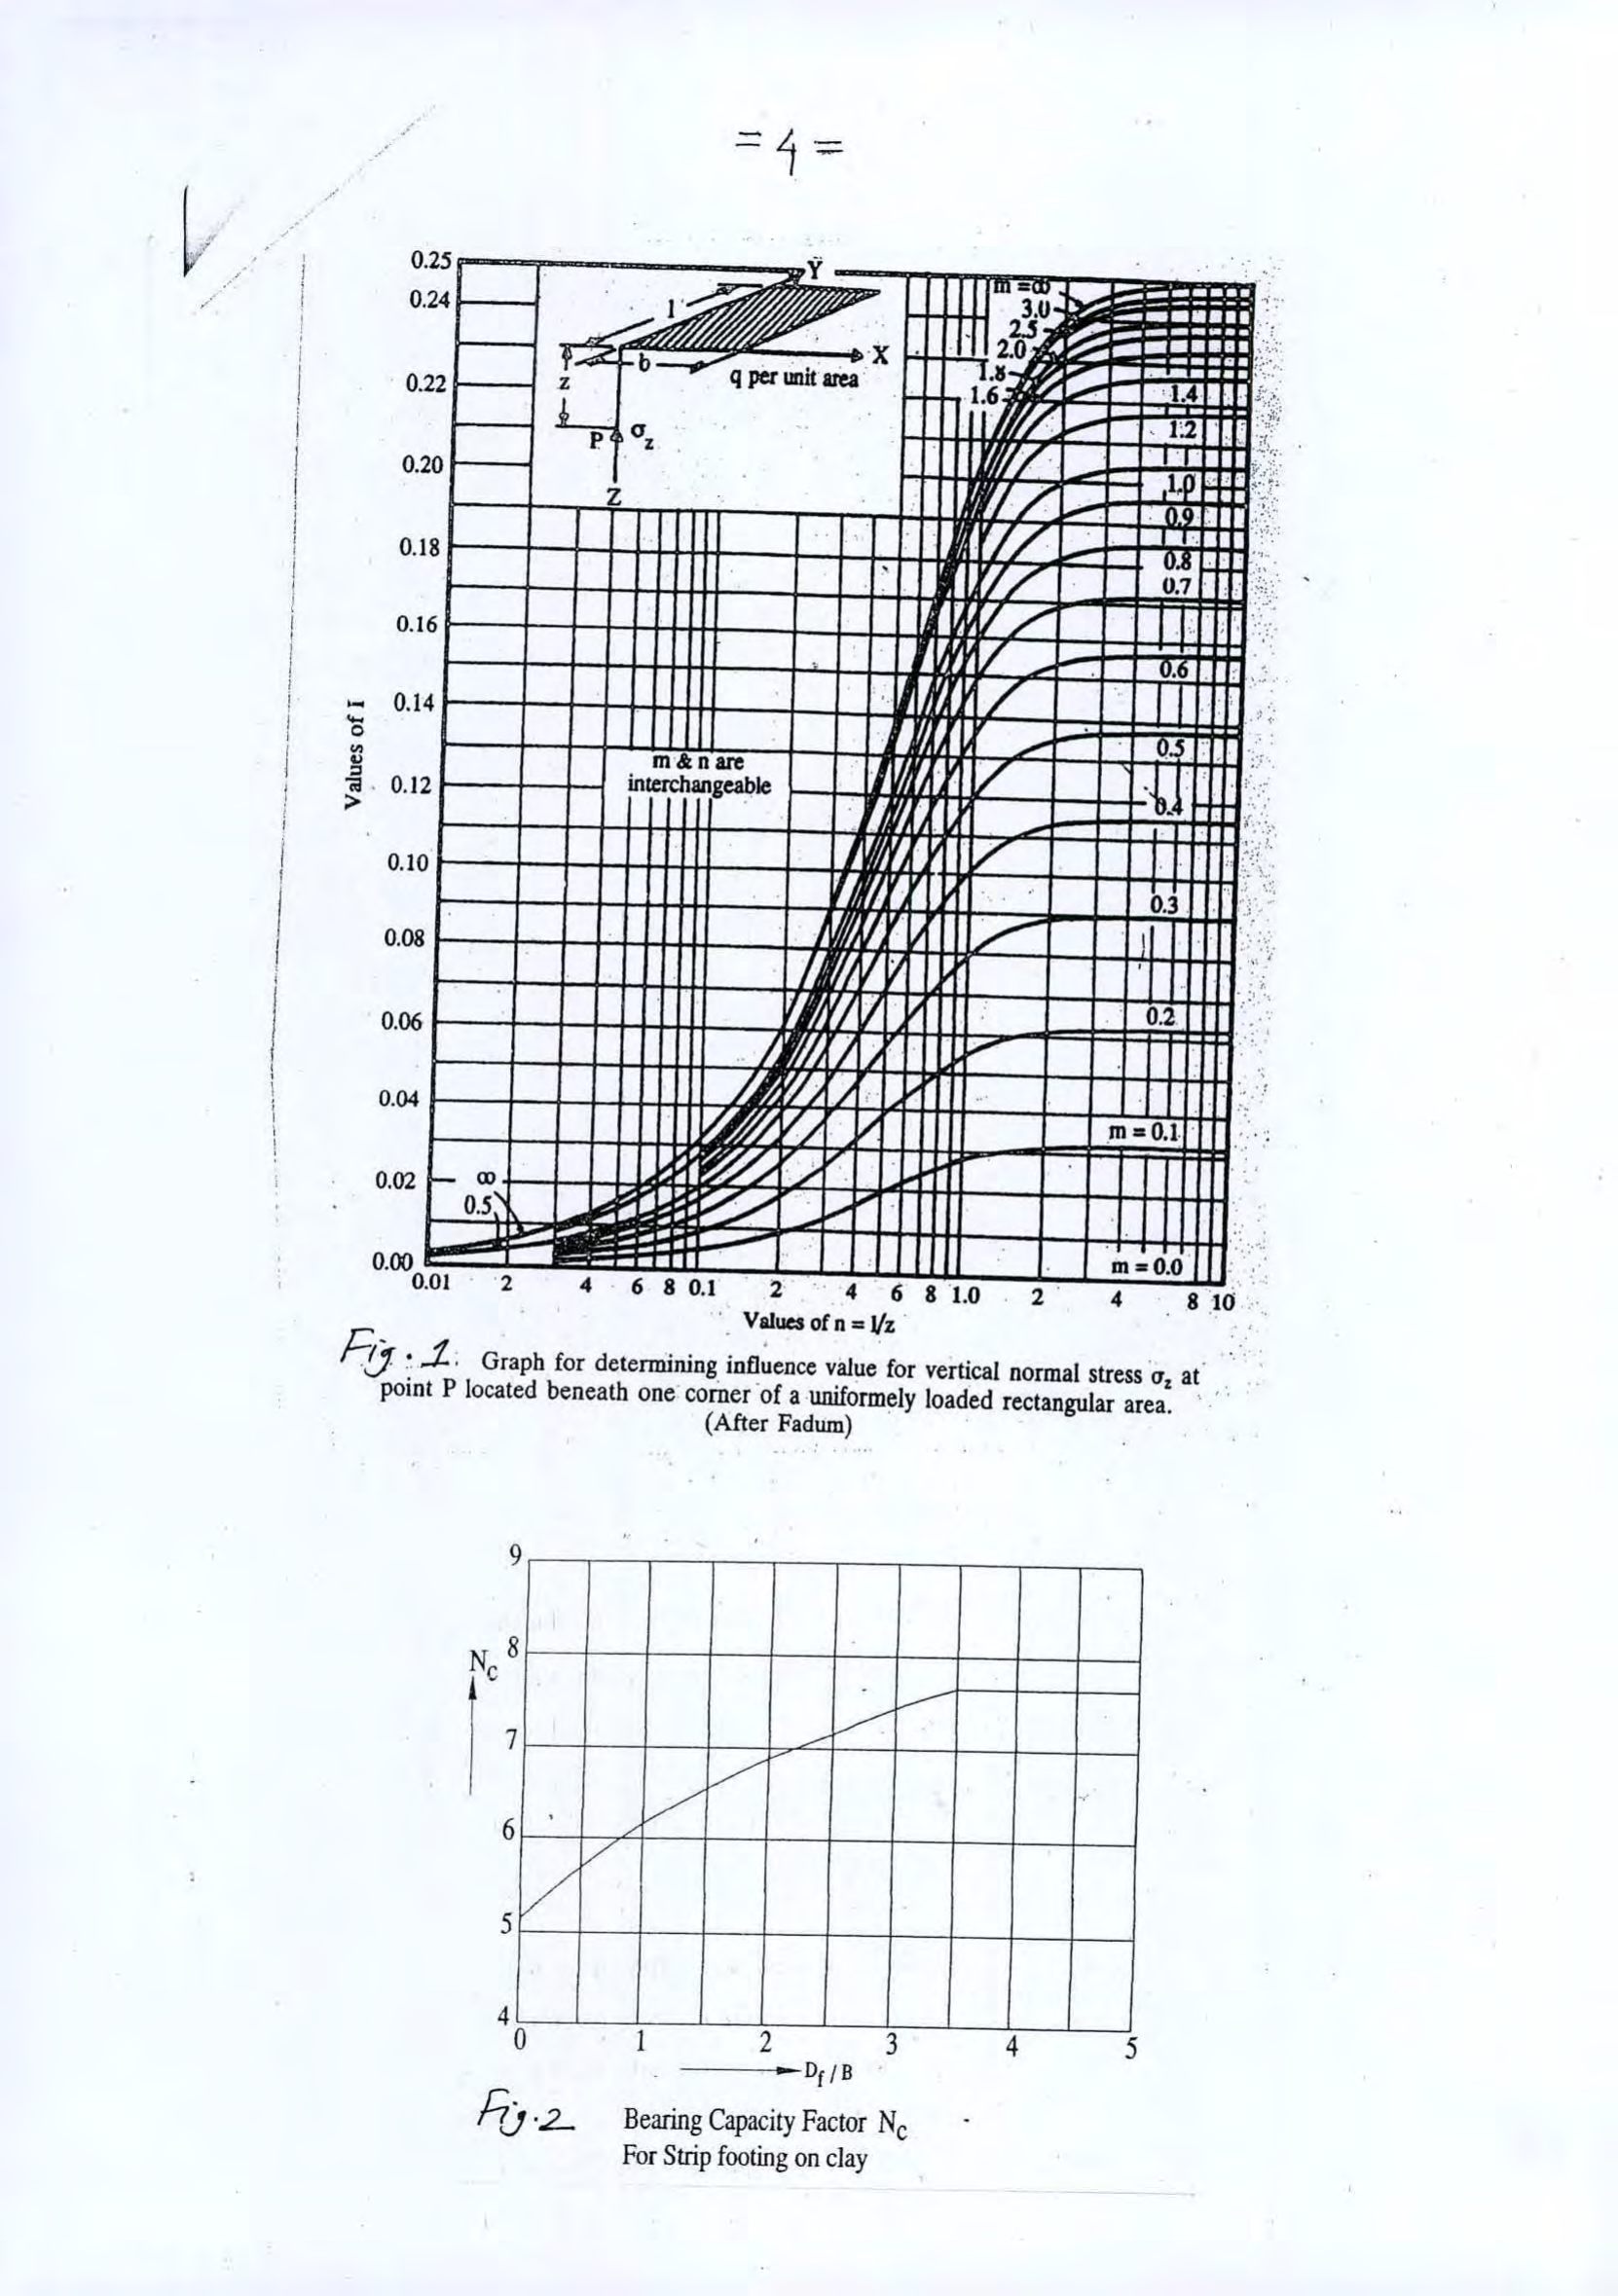 = 4 =
0.25
0.24
0.22
0.20
0.18
0.16
0.14
0.12
0.10
0.08
0.06
0.04
0.02
0.00
Values of I
Y
l
X
b
q per unit area
z
P σz
Z
m = ∞
3.0
2.5
2.0
1.8
1.6
1.4
1.2
1.0
0.9
0.8
0.7
0.6
0.5
0.4
0.3
0.2
m = 0.1
m = 0.0
m & n are
interchangeable
∞
0.5
0.01 2 4 6 8 0.1 2 4 6 8 1.0 2 4 8 10
Values of n = l/z
Fig. 1. Graph for determining influence value for vertical normal stress σz at
point P located beneath one corner of a uniformely loaded rectangular area.
(After Fadum)
9
8
7
6
5
4
Nc
0 1 2 3 4 5
Df / B
Fig. 2 Bearing Capacity Factor Nc
For Strip footing on clay